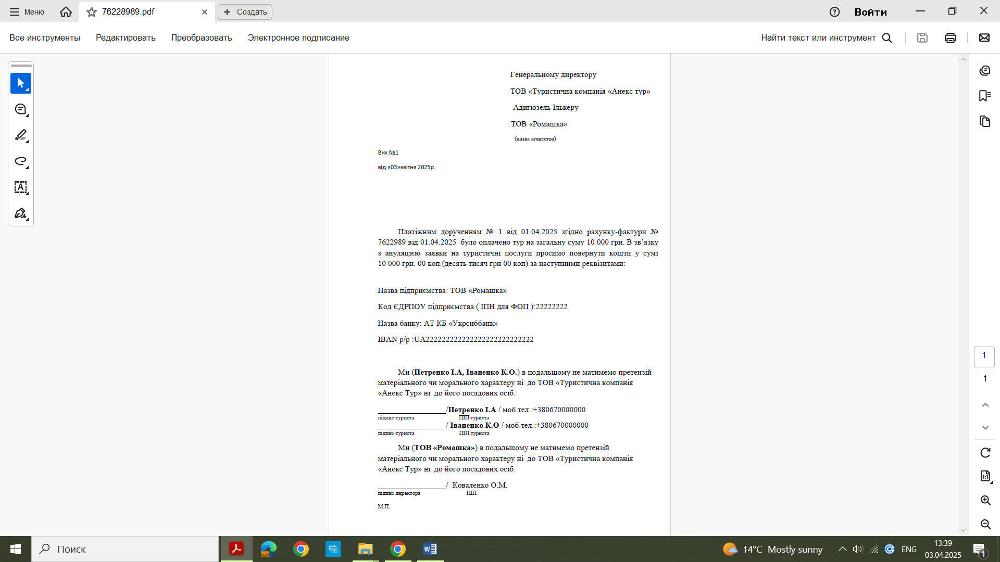 Меню
76228989.pdf
Создать
Войти
Все инструменты
Редактировать
Преобразовать
Электронное подписание
Найти текст или инструмент
Генеральному директору
ТОВ «Туристична компанія «Анекс тур»
Адигюзель Ількеру
ТОВ «Ромашка»
(назва агентства)
Вих №1
від «03»квітня 2025р.
Платіжним дорученням № 1 від 01.04.2025 згідно рахунку-фактури №
7622989 від 01.04.2025 було оплачено тур на загальну суму 10 000 грн. В зв’язку
з ануляцією заявки на туристичні послуги просимо повернути кошти у сумі
10 000 грн. 00 коп.(десять тисяч грн 00 коп) за наступними реквізитами:
Назва підприємства: ТОВ «Ромашка»
Код ЄДРПОУ підприємства ( ІПН для ФОП ):22222222
Назва банку: АТ КБ «Укрсиббанк»
IBAN р/р :UA222222222222222222222222222
Ми (Петренко І.А, Іваненко К.О.) в подальшому не матимемо претензій
матеріального чи морального характеру ні до ТОВ «Туристична компанія
«Анекс Тур» ні до його посадових осіб.
_________________/Петренко І.А / моб.тел.:+380670000000
підпис туриста ПІП туриста
_________________/ Іваненко К.О / моб.тел.:+380670000000
підпис туриста ПІП туриста
Ми (ТОВ «Ромашка») в подальшому не матимемо претензій
матеріального чи морального характеру ні до ТОВ «Туристична компанія
«Анекс Тур» ні до його посадових осіб.
_________________/ Коваленко О.М.
підпис директора ПІП
М.П.
1
1
Поиск
14°C Mostly sunny
ENG
13:39
03.04.2025
1